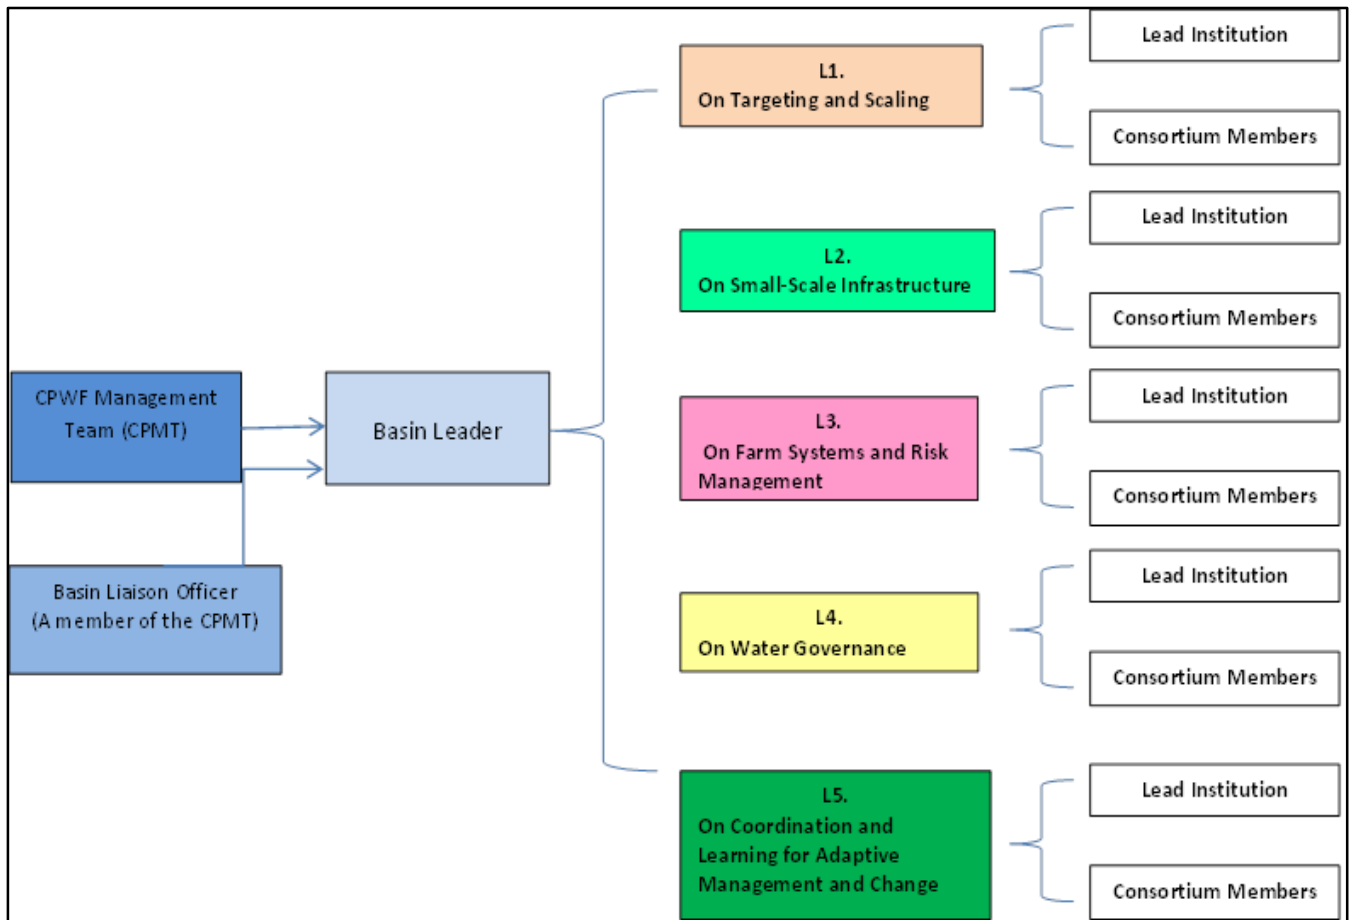 CPWF Management
Team (CPMT)
Basin Liaison Officer
(A member of the CPMT)
Basin Leader
L1.
On Targeting and Scaling
Lead Institution
Consortium Members
L2.
On Small-Scale Infrastructure
Lead Institution
Consortium Members
L3.
On Farm Systems and Risk
Management
Lead Institution
Consortium Members
L4.
On Water Governance
Lead Institution
Consortium Members
L5.
On Coordination and
Learning for Adaptive
Management and Change
Lead Institution
Consortium Members